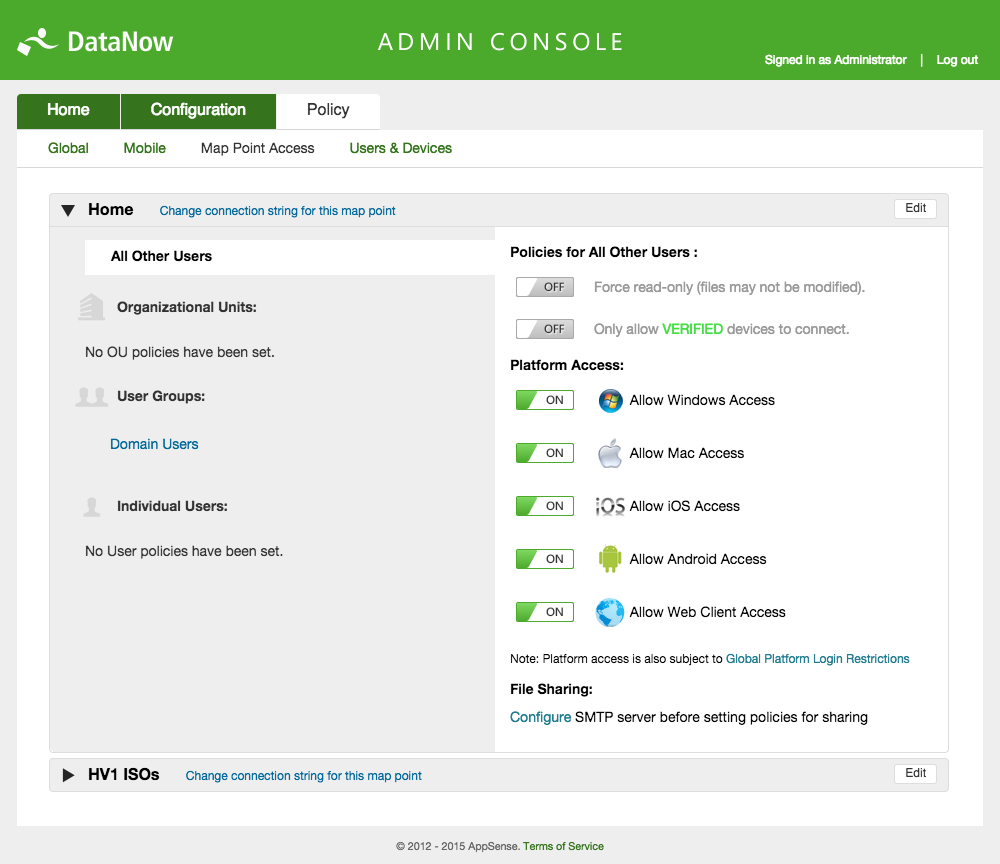 DataNow
ADMIN CONSOLE
Signed in as Administrator | Log out
Home Configuration Policy
Global Mobile Map Point Access Users & Devices
Home Change connection string for this map point Edit
All Other Users
Organizational Units:
No OU policies have been set.
User Groups:
Domain Users
Individual Users:
No User policies have been set.
Policies for All Other Users :
OFF Force read-only (files may not be modified).
OFF Only allow VERIFIED devices to connect.
Platform Access:
ON Allow Windows Access
ON Allow Mac Access
ON iOS Allow iOS Access
ON Allow Android Access
ON Allow Web Client Access
Note: Platform access is also subject to Global Platform Login Restrictions
File Sharing:
Configure SMTP server before setting policies for sharing
HV1 ISOs Change connection string for this map point Edit
© 2012 - 2015 AppSense. Terms of Service